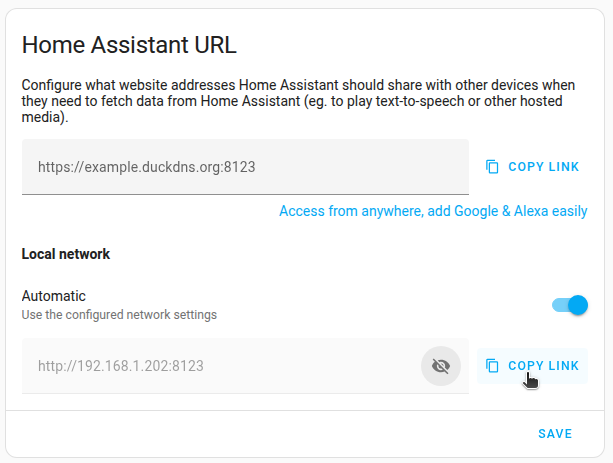 Home Assistant URL
Configure what website addresses Home Assistant should share with other devices when
they need to fetch data from Home Assistant (eg. to play text-to-speech or other hosted
media).
https://example.duckdns.org:8123
COPY LINK
Access from anywhere, add Google & Alexa easily
Local network
Automatic
Use the configured network settings
http://192.168.1.202:8123
COPY LINK
SAVE